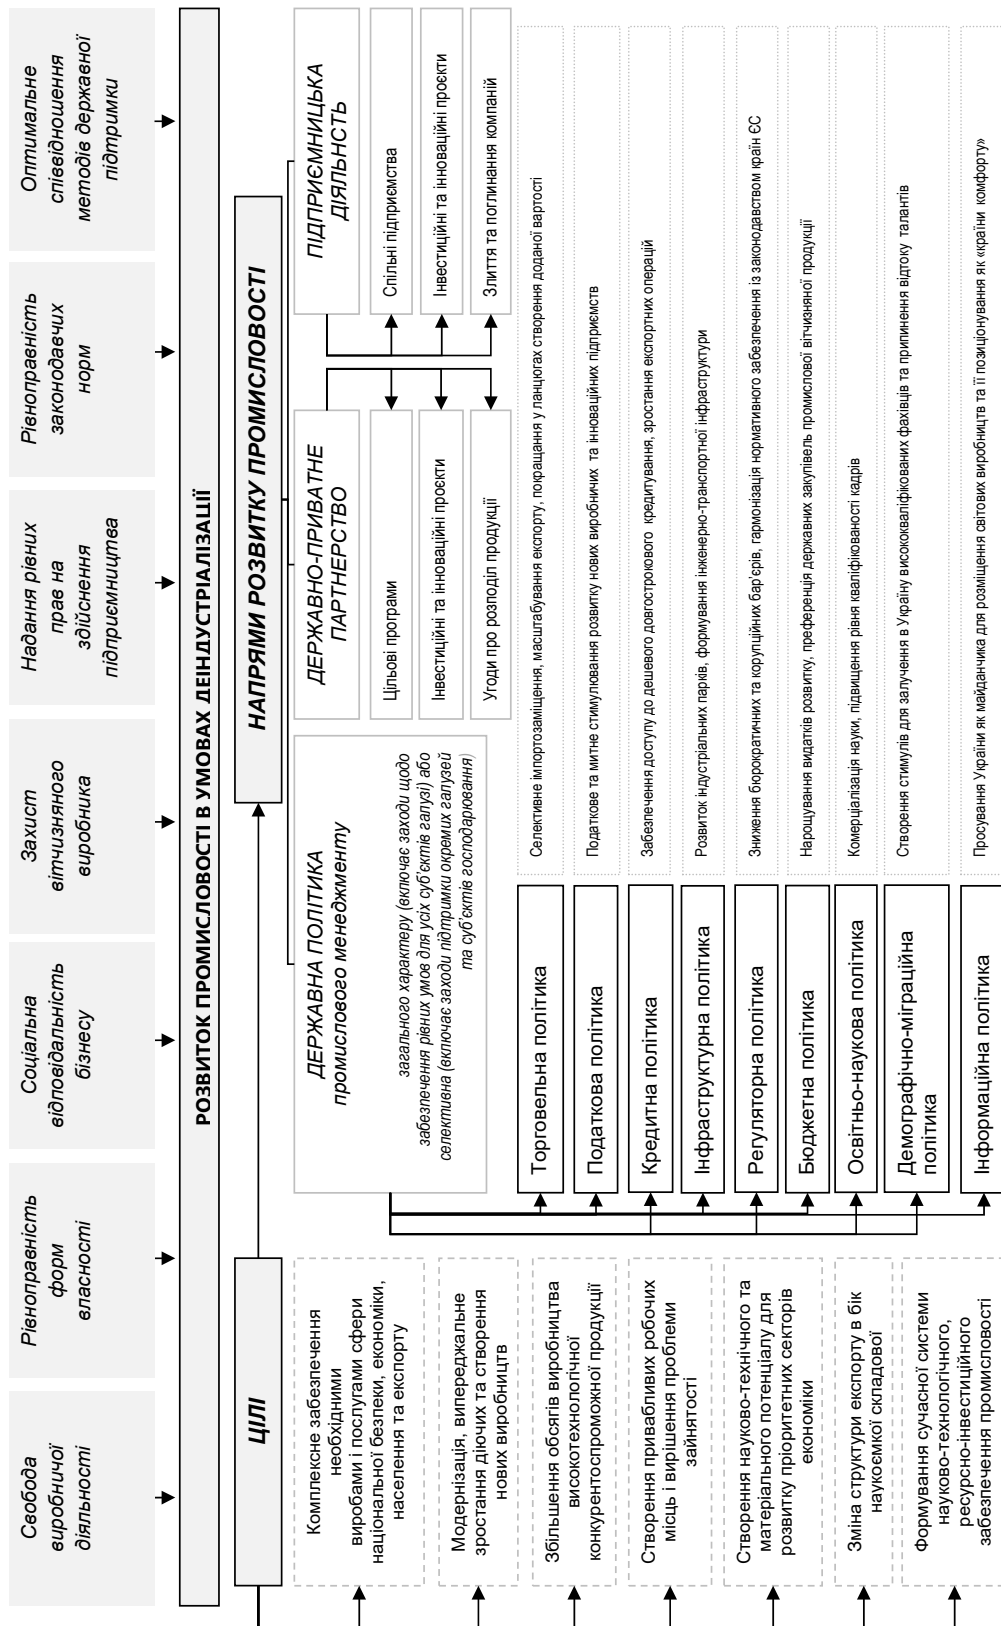 Свобода
виробничої
діяльності
Рівноправність
форм
власності
Соціальна
відповідальність
бізнесу
Захист
вітчизняного
виробника
Надання рівних
прав на
здійснення
підприємництва
Рівноправність
законодавчих
норм
Оптимальне
співвідношення
методів державної
підтримки
РОЗВИТОК ПРОМИСЛОВОСТІ В УМОВАХ ДЕІНДУСТРІАЛІЗАЦІЇ
ЦІЛІ
НАПРЯМИ РОЗВИТКУ ПРОМИСЛОВОСТІ
Комплексне забезпечення
необхідними
виробами і послугами сфери
національної безпеки, економіки,
населення та експорту
Модернізація, випереджальне
зростання діючих та створення
нових виробництв
Збільшення обсягів виробництва
високотехнологічної
конкурентоспроможної продукції
Створення привабливих робочих
місць і вирішення проблеми
зайнятості
Створення науково-технічного та
матеріального потенціалу для
розвитку пріоритетних секторів
економіки
Зміна структури експорту в бік
наукоємкої складової
Формування сучасної системи
науково-технологічного,
ресурсно-інвестиційного
забезпечення промисловості
ДЕРЖАВНА ПОЛІТИКА
промислового менеджменту
загального характеру (включає заходи щодо
забезпечення рівних умов для усіх суб’єктів галузі) або
селективна (включає заходи підтримки окремих галузей
та суб’єктів господарювання)
ДЕРЖАВНО-ПРИВАТНЕ
ПАРТНЕРСТВО
Цільові програми
Інвестиційні та інноваційні проєкти
Угоди про розподіл продукції
ПІДПРИЄМНИЦЬКА
ДІЯЛЬНСТЬ
Спільні підприємства
Інвестиційні та інноваційні проєкти
Злиття та поглинання компаній
Торговельна політика
Селективне імпортозаміщення, масштабування експорту, покращання у ланцюгах створення доданої вартості
Податкова політика
Податкове та митне стимулювання розвитку нових виробничих та інноваційних підприємств
Кредитна політика
Забезпечення доступу до дешевого довгострокового кредитування, зростання експортних операцій
Інфраструктурна політика
Розвиток індустріальних парків, формування інженерно-транспортної інфраструктури
Регуляторна політика
Зниження бюрократичних та корупційних бар’єрів, гармонізація нормативного забезпечення із законодавством країн ЄС
Бюджетна політика
Нарощування видатків розвитку, преференція державних закупівель промислової вітчизняної продукції
Освітньо-наукова політика
Комерціалізація науки, підвищення рівня кваліфікованості кадрів
Демографічно-міграційна
політика
Створення стимулів для залучення в Україну висококваліфікованих фахівців та припинення відтоку талантів
Інформаційна політика
Просування України як майданчика для розміщення світових виробництв та її позиціонування як «країни комфорту»